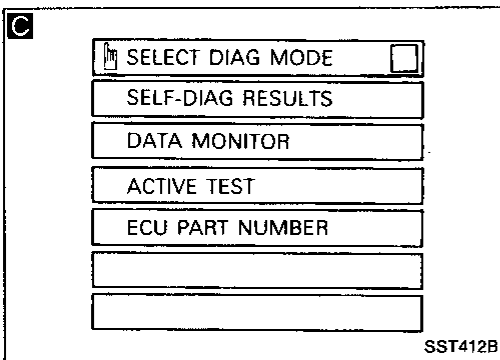 C
SELECT DIAG MODE
SELF-DIAG RESULTS
DATA MONITOR
ACTIVE TEST
ECU PART NUMBER
SST412B